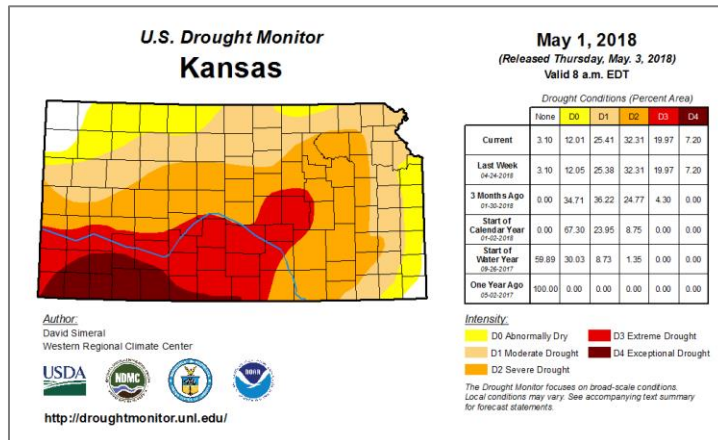 U.S. Drought Monitor
Kansas
May 1, 2018
(Released Thursday, May. 3, 2018)
Valid 8 a.m. EDT
Drought Conditions (Percent Area)
None D0 D1 D2 D3 D4
Current 3.10 12.01 25.41 32.31 19.97 7.20
Last Week 04-24-2018 3.10 12.05 25.38 32.31 19.97 7.20
3 Months Ago 01-30-2018 0.00 34.71 36.22 24.77 4.30 0.00
Start of Calendar Year 01-02-2018 0.00 67.30 23.95 8.75 0.00 0.00
Start of Water Year 09-26-2017 59.89 30.03 8.73 1.35 0.00 0.00
One Year Ago 05-02-2017 100.00 0.00 0.00 0.00 0.00 0.00
Intensity:
D0 Abnormally Dry
D1 Moderate Drought
D2 Severe Drought
D3 Extreme Drought
D4 Exceptional Drought
The Drought Monitor focuses on broad-scale conditions.
Local conditions may vary. See accompanying text summary
for forecast statements.
Author:
David Simeral
Western Regional Climate Center
USDA
NDMC
NOAA
http://droughtmonitor.unl.edu/